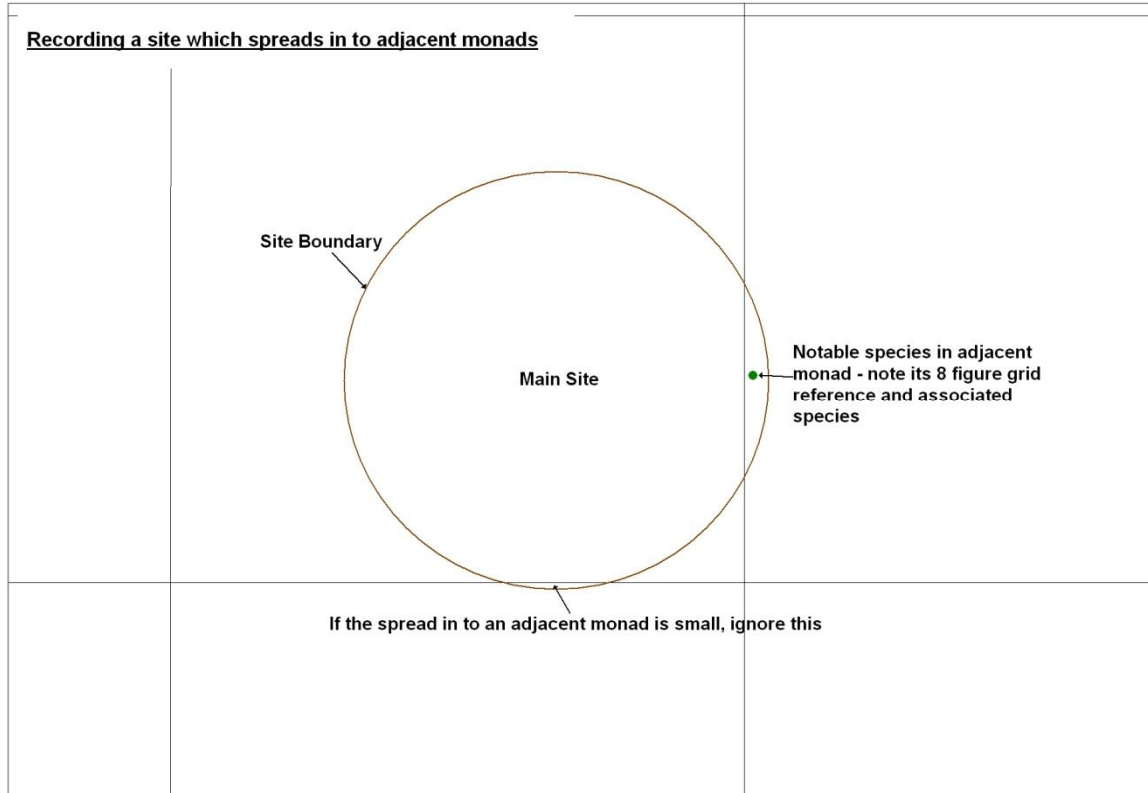 Recording a site which spreads in to adjacent monads
Site Boundary
Main Site
Notable species in adjacent
monad - note its 8 figure grid
reference and associated
species
If the spread in to an adjacent monad is small, ignore this